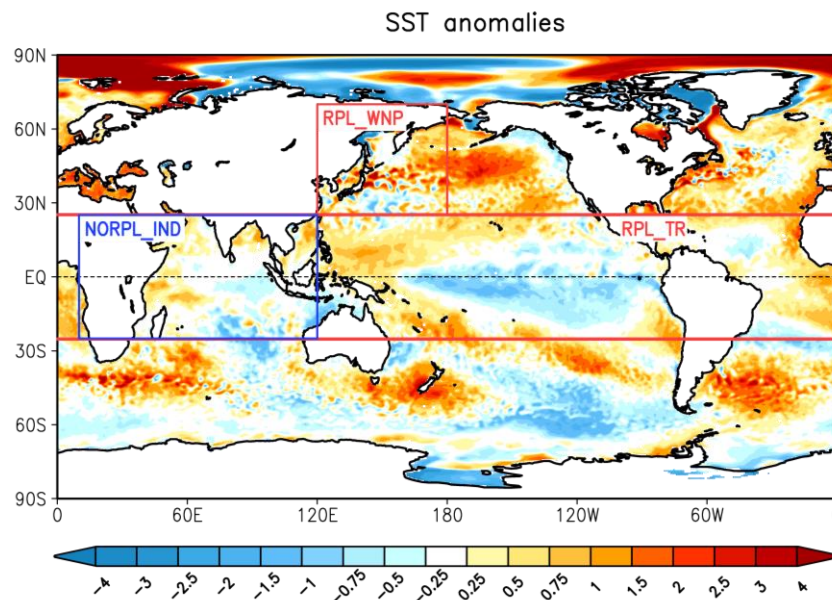 SST anomalies
90N
60N
30N
EQ
30S
60S
90S
RPL_WNP
NORPL_IND
RPL_TR
0 60E 120E 180 120W 60W
-4 -3 -2.5 -2 -1.5 -1 -0.75 -0.5 -0.25 0.25 0.5 0.75 1 1.5 2 2.5 3 4